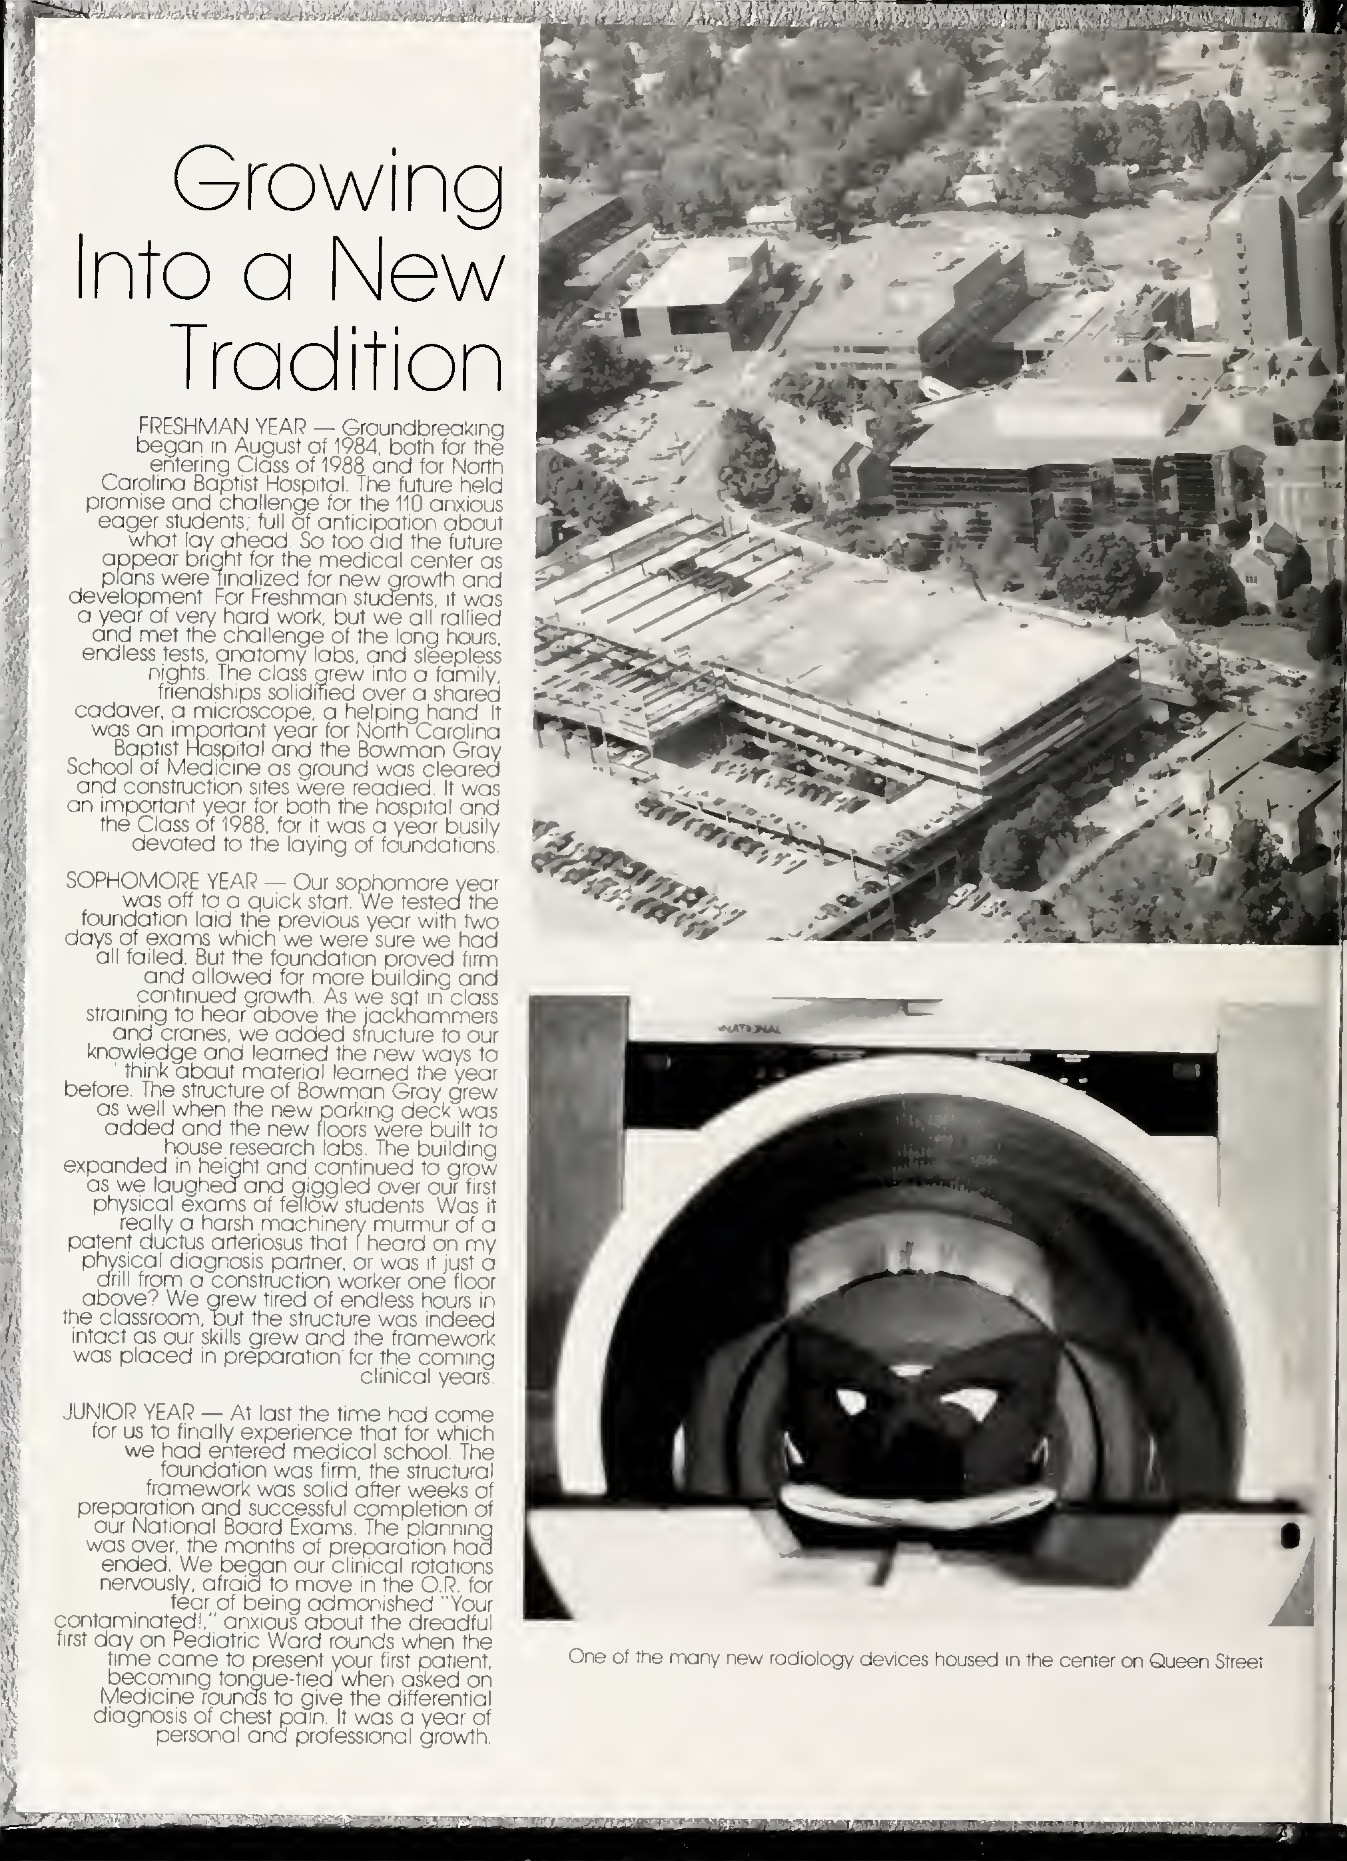 Growing
Into a New
Tradition
FRESHMAN YEAR — Groundbreaking
began in August of 1984, both for the
entering Class of 1988 and for North
Carolina Baptist Hospital. The future held
promise and challenge for the 110 anxious
eager students; full of anticipation about
what lay ahead. So too did the future
appear bright for the medical center as
plans were finalized for new growth and
development. For Freshman students, it was
a year of very hard work, but we all rallied
and met the challenge of the long hours,
endless tests, anatomy labs, and sleepless
nights. The class grew into a family,
friendships solidified over a shared
cadaver, a microscope, a helping hand. It
was an important year for North Carolina
Baptist Hospital and the Bowman Gray
School of Medicine as ground was cleared
and construction sites were readied. It was
an important year for both the hospital and
the Class of 1988, for it was a year busily
devoted to the laying of foundations.
SOPHOMORE YEAR — Our sophomore year
was off to a quick start. We tested the
foundation laid the previous year with two
days of exams which we were sure we had
all failed. But the foundation proved firm
and allowed for more building and
continued growth. As we sat in class
straining to hear above the jackhammers
and cranes, we added structure to our
knowledge and learned the new ways to
think about material learned the year
before. The structure of Bowman Gray grew
as well when the new parking deck was
added and the new floors were built to
house research labs. The building
expanded in height and continued to grow
as we laughed and giggled over our first
physical exams of fellow students. Was it
really a harsh machinery murmur of a
patent ductus arteriosus that I heard on my
physical diagnosis partner, or was it just a
drill from a construction worker one floor
above? We grew tired of endless hours in
the classroom, but the structure was indeed
intact as our skills grew and the framework
was placed in preparation for the coming
clinical years.
JUNIOR YEAR — At last the time had come
for us to finally experience that for which
we had entered medical school. The
foundation was firm, the structural
framework was solid after weeks of
preparation and successful completion of
our National Board Exams. The planning
was over, the months of preparation had
ended. We began our clinical rotations
nervously, afraid to move in the O.R. for
fear of being admonished "Your
contaminated!," anxious about the dreadful
first day on Pediatric Ward rounds when the
time came to present your first patient,
becoming tongue-tied when asked on
Medicine rounds to give the differential
diagnosis of chest pain. It was a year of
personal and professional growth.
NATIONAL
One of the many new radiology devices housed in the center on Queen Street